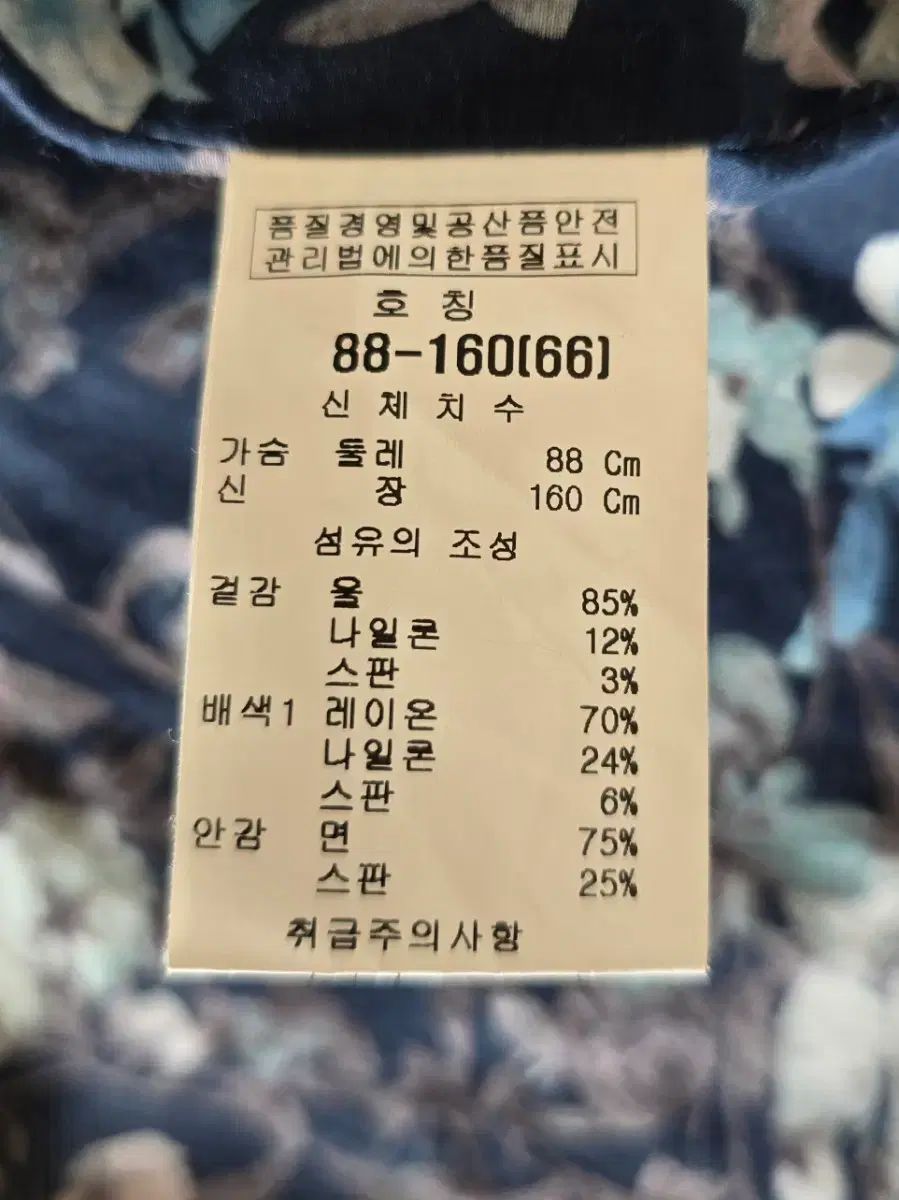 품질경영및공산품안전
관리법에의한품질표시
호 칭
88-160(66)
신 체 치 수
가슴 둘레 88 Cm
신 장 160 Cm
섬유의 조성
겉감 울 85%
나일론 12%
스판 3%
배색1 레이온 70%
나일론 24%
스판 6%
안감 면 75%
스판 25%
취급주의사항